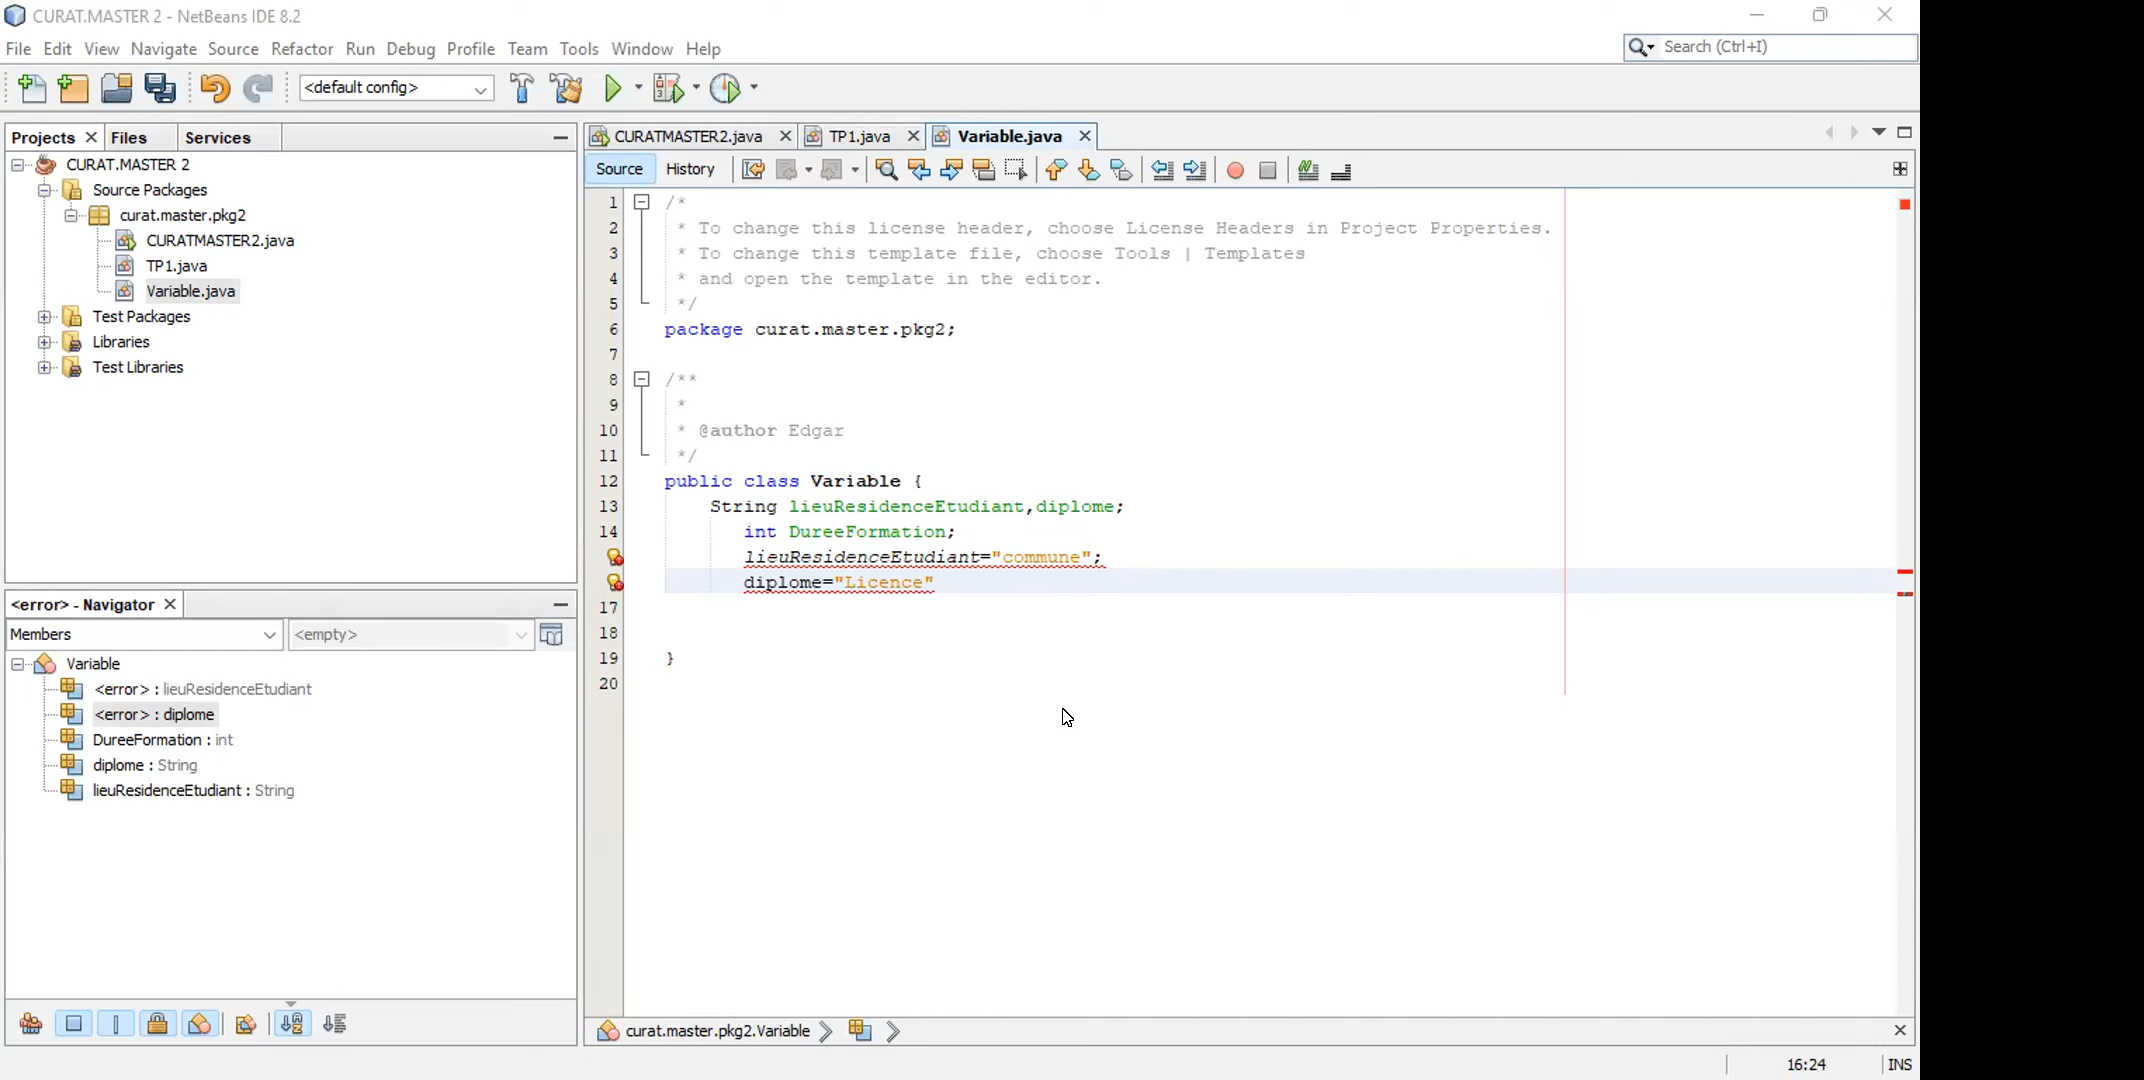 CURAT.MASTER 2 - NetBeans IDE 8.2
File Edit View Navigate Source Refactor Run Debug Profile Team Tools Window Help
Search (Ctrl+I)
<default config>
Projects Files Services
CURAT.MASTER 2
Source Packages
curat.master.pkg2
CURATMASTER2.java
TP1.java
Variable.java
Test Packages
Libraries
Test Libraries
<error> - Navigator
Members <empty>
Variable
<error> : lieuResidenceEtudiant
<error> : diplome
DureeFormation : int
diplome : String
lieuResidenceEtudiant : String
CURATMASTER2.java TP1.java Variable.java
Source History
1 /*
2 * To change this license header, choose License Headers in Project Properties.
3 * To change this template file, choose Tools | Templates
4 * and open the template in the editor.
5 */
6 package curat.master.pkg2;
7
8 /**
9 *
10 * @author Edgar
11 */
12 public class Variable {
13 String lieuResidenceEtudiant,diplome;
14 int DureeFormation;
lieuResidenceEtudiant="commune";
diplome="Licence"
17
18
19 }
20
curat.master.pkg2.Variable
16:24 INS